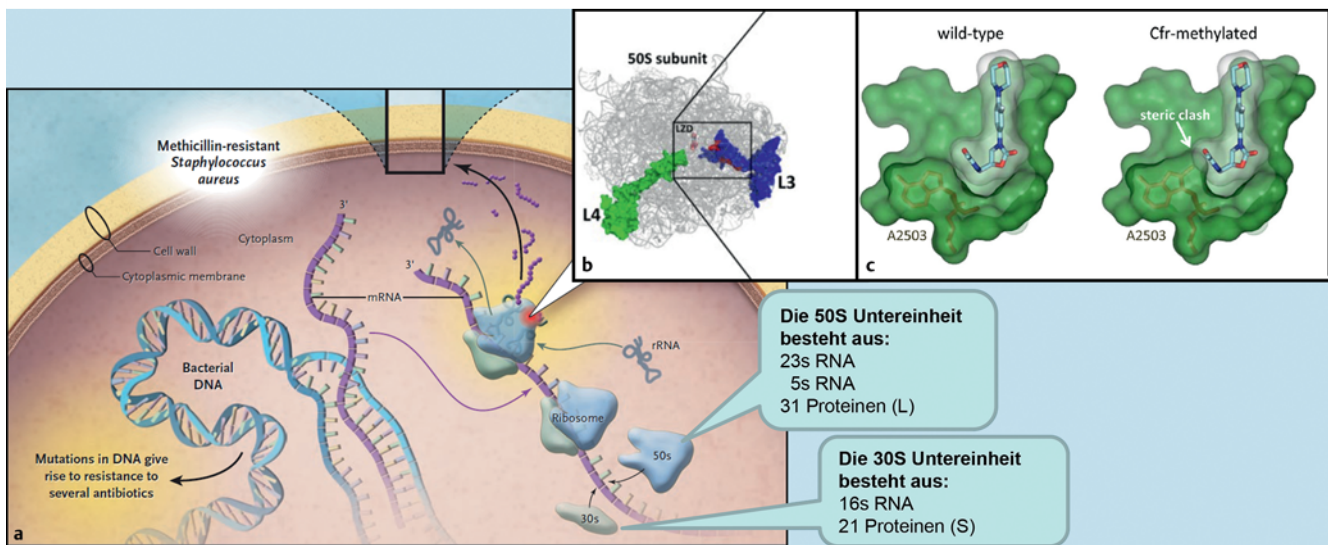 Methicillin-resistant
Staphylococcus
aureus
Cell wall
Cytoplasmic membrane
Cytoplasm
3'
3'
mRNA
rRNA
Bacterial
DNA
Ribosome
50s
30s
Mutations in DNA give
rise to resistance to
several antibiotics
a
50S subunit
L2D
L4
L3
b
wild-type
Cfr-methylated
steric clash
A2503
A2503
c
Die 50S Untereinheit
besteht aus:
23s RNA
5s RNA
31 Proteinen (L)
Die 30S Untereinheit
besteht aus:
16s RNA
21 Proteinen (S)